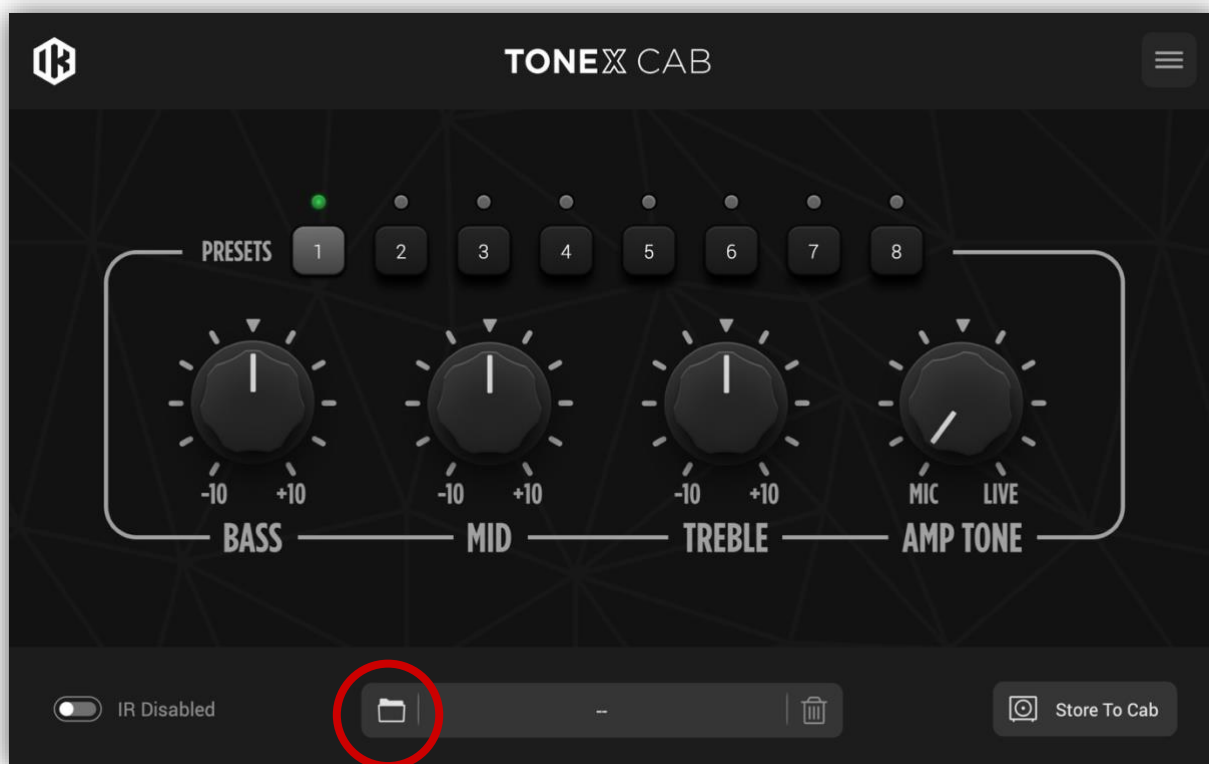 IK
TONEX CAB
PRESETS 1 2 3 4 5 6 7 8
-10 +10 -10 +10 -10 +10 MIC LIVE
BASS MID TREBLE AMP TONE
IR Disabled -- Store To Cab